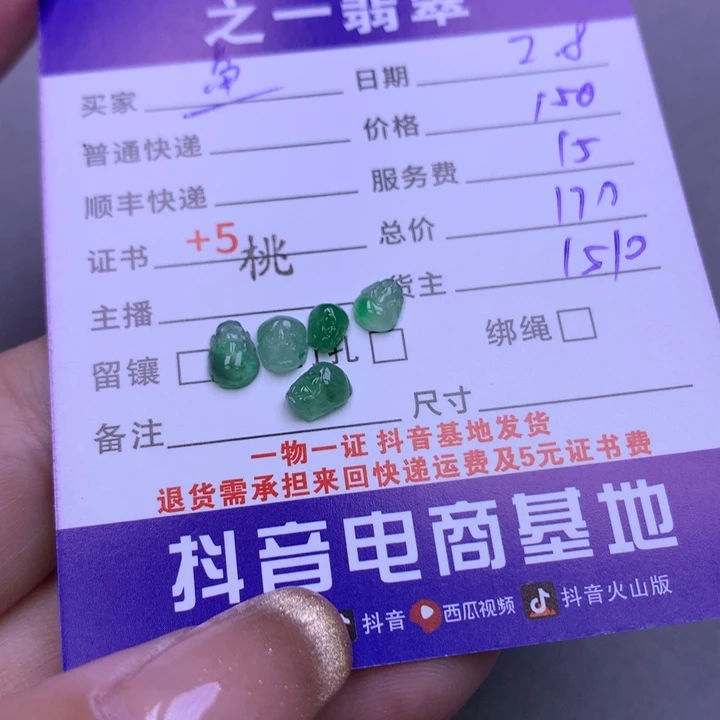 之一翡翠
买家 日期 28
普通快递 价格 150
顺丰快递 服务费 15
证书 +5 总价 170
主播 桃 货主 1510
留镶 打孔 绑绳
备注 尺寸
一物一证 抖音基地发货
退货需承担来回快递运费及5元证书费
抖音电商基地
抖音 西瓜视频 抖音火山版